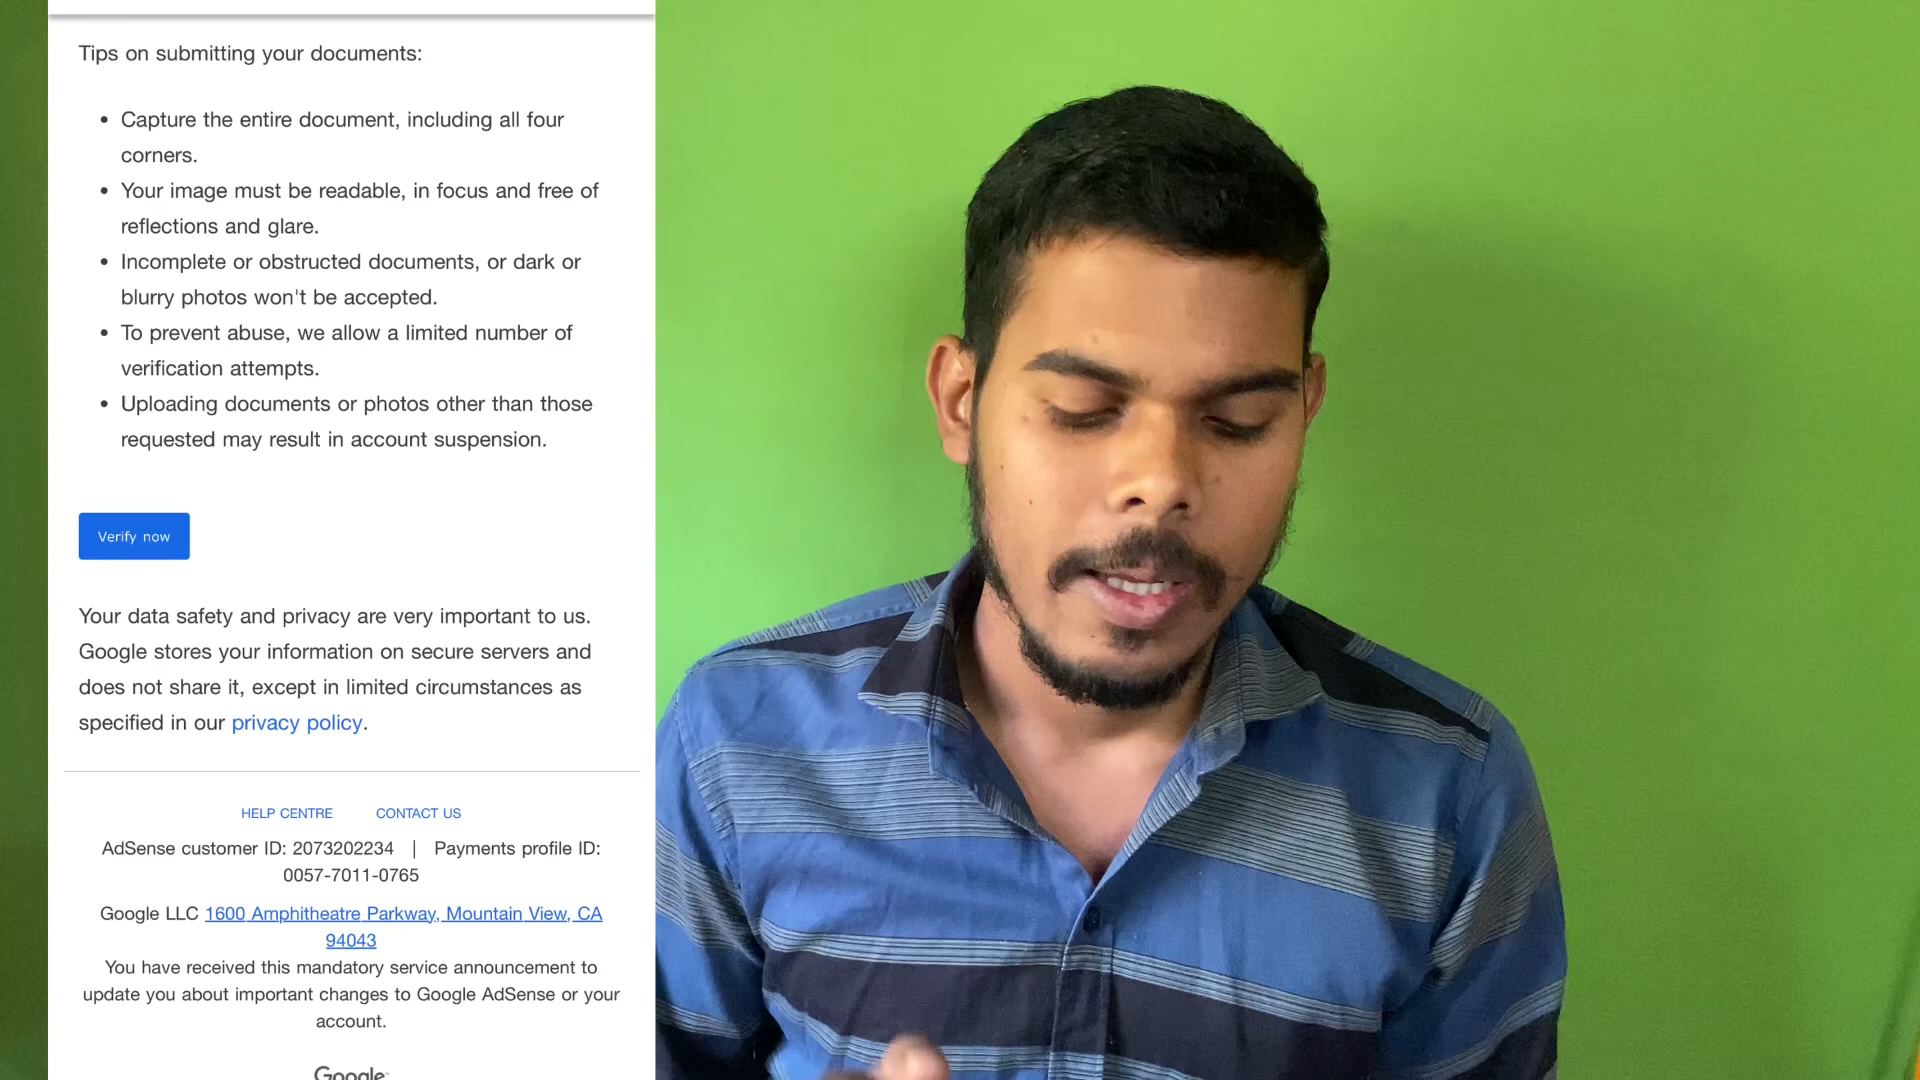 Tips on submitting your documents:
• Capture the entire document, including all four
corners.
• Your image must be readable, in focus and free of
reflections and glare.
• Incomplete or obstructed documents, or dark or
blurry photos won't be accepted.
• To prevent abuse, we allow a limited number of
verification attempts.
• Uploading documents or photos other than those
requested may result in account suspension.
Verify now
Your data safety and privacy are very important to us.
Google stores your information on secure servers and
does not share it, except in limited circumstances as
specified in our privacy policy.
HELP CENTRE CONTACT US
AdSense customer ID: 2073202234 | Payments profile ID:
0057-7011-0765
Google LLC 1600 Amphitheatre Parkway, Mountain View, CA
94043
You have received this mandatory service announcement to
update you about important changes to Google AdSense or your
account.
Google